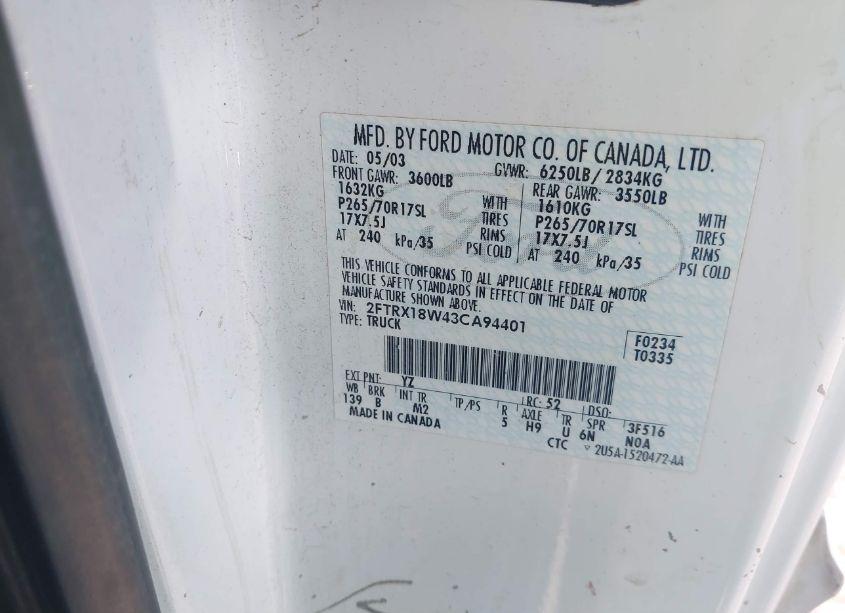 MFD. BY FORD MOTOR CO. OF CANADA, LTD.
DATE: 05/03 GVWR: 6250LB/ 2834KG
FRONT GAWR: 3600LB REAR GAWR: 3550LB
1632KG WITH 1610KG WITH
P265/70R17SL TIRES P265/70R17SL TIRES
17X7.5J RIMS 17X7.5J RIMS
AT 240 kPa/35 PSI COLD AT 240 kPa/35 PSI COLD
THIS VEHICLE CONFORMS TO ALL APPLICABLE FEDERAL MOTOR
VEHICLE SAFETY STANDARDS IN EFFECT ON THE DATE OF
MANUFACTURE SHOWN ABOVE.
VIN: 2FTRX18W43CA94401
TYPE: TRUCK
F0234
T0335
EXT PNT: YZ RC: 52 DSO:
WB BRK INT TR TP/PS R AXLE TR SPR 3F516
139 B M2 5 H9 U 6N NOA
MADE IN CANADA CTC 2U5A-1520472-AA
Ford